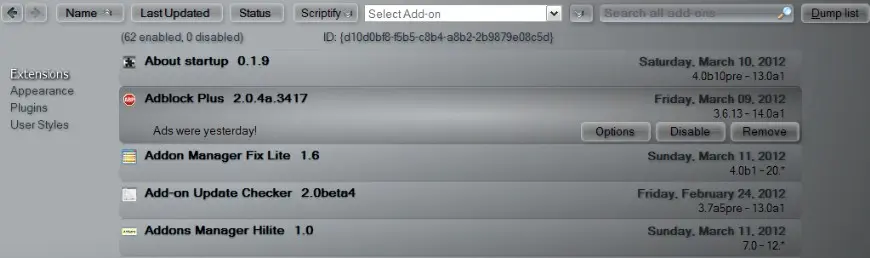 Name Last Updated Status Scriptify Select Add-on Search all add-ons Dump list
(62 enabled, 0 disabled) ID: {d10d0bf8-f5b5-c8b4-a8b2-2b9879e08c5d}
Extensions
Appearance
Plugins
User Styles
About startup 0.1.9 Saturday, March 10, 2012
4.0b10pre - 13.0a1
Adblock Plus 2.0.4a.3417 Friday, March 09, 2012
3.6.13 - 14.0a1
Ads were yesterday! Options Disable Remove
Addon Manager Fix Lite 1.6 Sunday, March 11, 2012
4.0b1 - 20.*
Add-on Update Checker 2.0beta4 Friday, February 24, 2012
3.7a5pre - 13.0a1
Addons Manager Hilite 1.0 Sunday, March 11, 2012
7.0 - 12.*